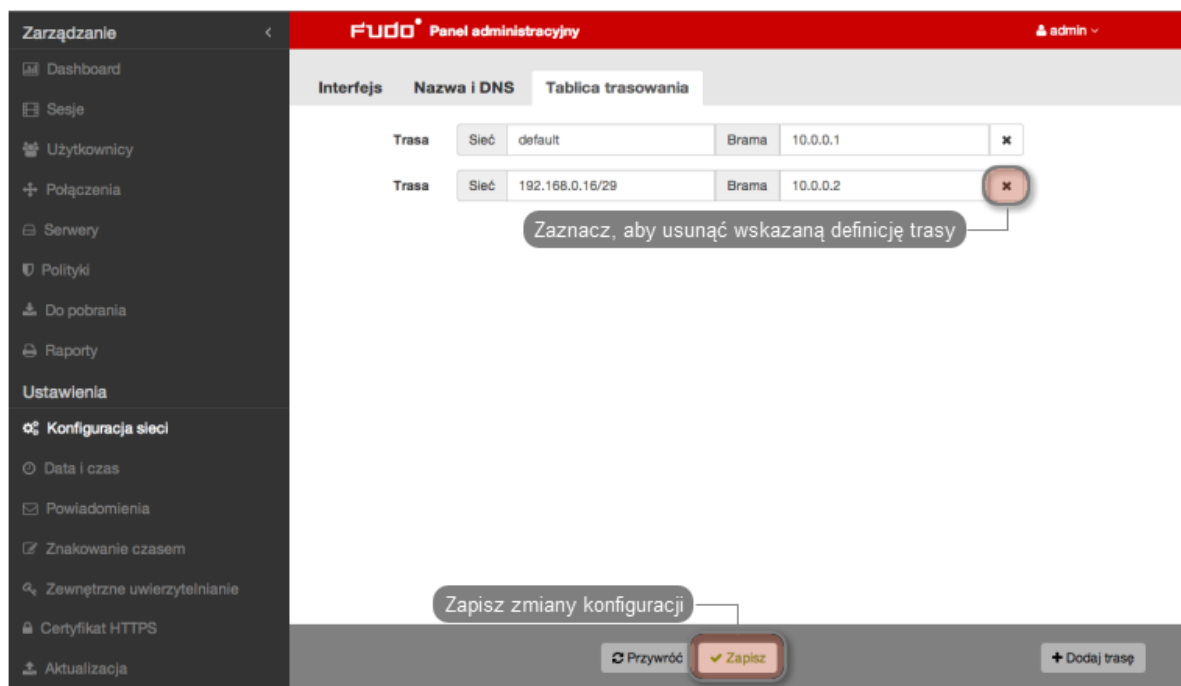 Zarządzanie
Dashboard
Sesje
Użytkownicy
Połączenia
Serwery
Polityki
Do pobrania
Raporty
Ustawienia
Konfiguracja sieci
Data i czas
Powiadomienia
Znakowanie czasem
Zewnętrzne uwierzytelnianie
Certyfikat HTTPS
Aktualizacja
FUDO Panel administracyjny
admin
Interfejs Nazwa i DNS Tablica trasowania
Trasa Sieć default Brama 10.0.0.1
Trasa Sieć 192.168.0.16/29 Brama 10.0.0.2
Zaznacz, aby usunąć wskazaną definicję trasy
Zapisz zmiany konfiguracji
Przywróć Zapisz + Dodaj trasę